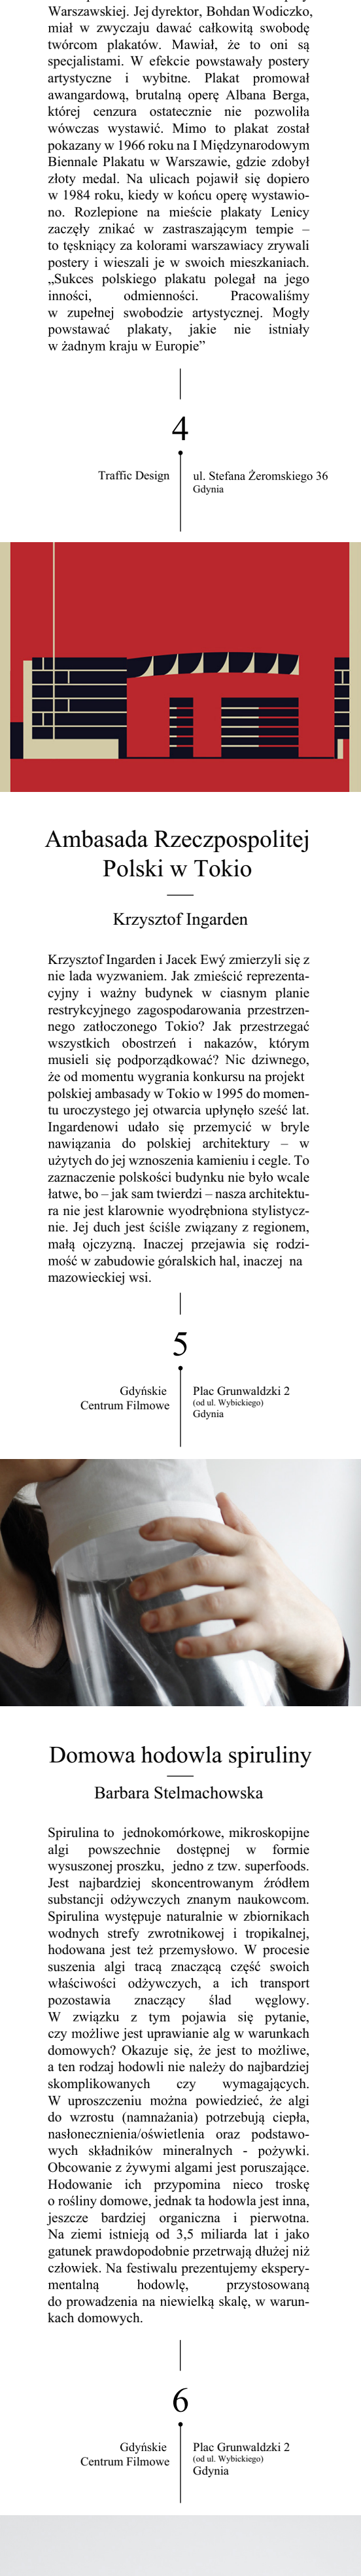 Warszawskiej. Jej dyrektor, Bohdan Wodiczko,
miał w zwyczaju dawać całkowitą swobodę
twórcom plakatów. Mawiał, że to oni są
specjalistami. W efekcie powstawały postery
artystyczne i wybitne. Plakat promował
awangardową, brutalną operę Albana Berga,
której cenzura ostatecznie nie pozwoliła
wówczas wystawić. Mimo to plakat został
pokazany w 1966 roku na I Międzynarodowym
Biennale Plakatu w Warszawie, gdzie zdobył
złoty medal. Na ulicach pojawił się dopiero
w 1984 roku, kiedy w końcu operę wystawio-
no. Rozlepione na mieście plakaty Lenicy
zaczęły znikać w zastraszającym tempie –
to tęskniący za kolorami warszawiacy zrywali
postery i wieszali je w swoich mieszkaniach.
„Sukces polskiego plakatu polegał na jego
inności, odmienności. Pracowaliśmy
w zupełnej swobodzie artystycznej. Mogły
powstawać plakaty, jakie nie istniały
w żadnym kraju w Europie”
4
Traffic Design
ul. Stefana Żeromskiego 36
Gdynia
Ambasada Rzeczpospolitej
Polski w Tokio
Krzysztof Ingarden
Krzysztof Ingarden i Jacek Ewý zmierzyli się z
nie lada wyzwaniem. Jak zmieścić reprezenta-
cyjny i ważny budynek w ciasnym planie
restrykcyjnego zagospodarowania przestrzen-
nego zatłoczonego Tokio? Jak przestrzegać
wszystkich obostrzeń i nakazów, którym
musieli się podporządkować? Nic dziwnego,
że od momentu wygrania konkursu na projekt
polskiej ambasady w Tokio w 1995 do momen-
tu uroczystego jej otwarcia upłynęło sześć lat.
Ingardenowi udało się przemycić w bryle
nawiązania do polskiej architektury – w
użytych do jej wznoszenia kamieniu i cegle. To
zaznaczenie polskości budynku nie było wcale
łatwe, bo – jak sam twierdzi – nasza architektu-
ra nie jest klarownie wyodrębniona stylistycz-
nie. Jej duch jest ściśle związany z regionem,
małą ojczyzną. Inaczej przejawia się rodzi-
mość w zabudowie góralskich hal, inaczej na
mazowieckiej wsi.
5
Gdyńskie
Centrum Filmowe
Plac Grunwaldzki 2
(od ul. Wybickiego)
Gdynia
Domowa hodowla spiruliny
Barbara Stelmachowska
Spirulina to jednokomórkowe, mikroskopijne
algi powszechnie dostępnej w formie
wysuszonej proszku, jedno z tzw. superfoods.
Jest najbardziej skoncentrowanym źródłem
substancji odżywczych znanym naukowcom.
Spirulina występuje naturalnie w zbiornikach
wodnych strefy zwrotnikowej i tropikalnej,
hodowana jest też przemysłowo. W procesie
suszenia algi tracą znaczącą część swoich
właściwości odżywczych, a ich transport
pozostawia znaczący ślad węglowy.
W związku z tym pojawia się pytanie,
czy możliwe jest uprawianie alg w warunkach
domowych? Okazuje się, że jest to możliwe,
a ten rodzaj hodowli nie należy do najbardziej
skomplikowanych czy wymagających.
W uproszczeniu można powiedzieć, że algi
do wzrostu (namnażania) potrzebują ciepła,
nasłonecznienia/oświetlenia oraz podstawo-
wych składników mineralnych - pożywki.
Obcowanie z żywymi algami jest poruszające.
Hodowanie ich przypomina nieco troskę
o rośliny domowe, jednak ta hodowla jest inna,
jeszcze bardziej organiczna i pierwotna.
Na ziemi istnieją od 3,5 miliarda lat i jako
gatunek prawdopodobnie przetrwają dłużej niż
człowiek. Na festiwalu prezentujemy ekspery-
mentalną hodowlę, przystosowaną
do prowadzenia na niewielką skalę, w warun-
kach domowych.
6
Gdyńskie
Centrum Filmowe
Plac Grunwaldzki 2
(od ul. Wybickiego)
Gdynia